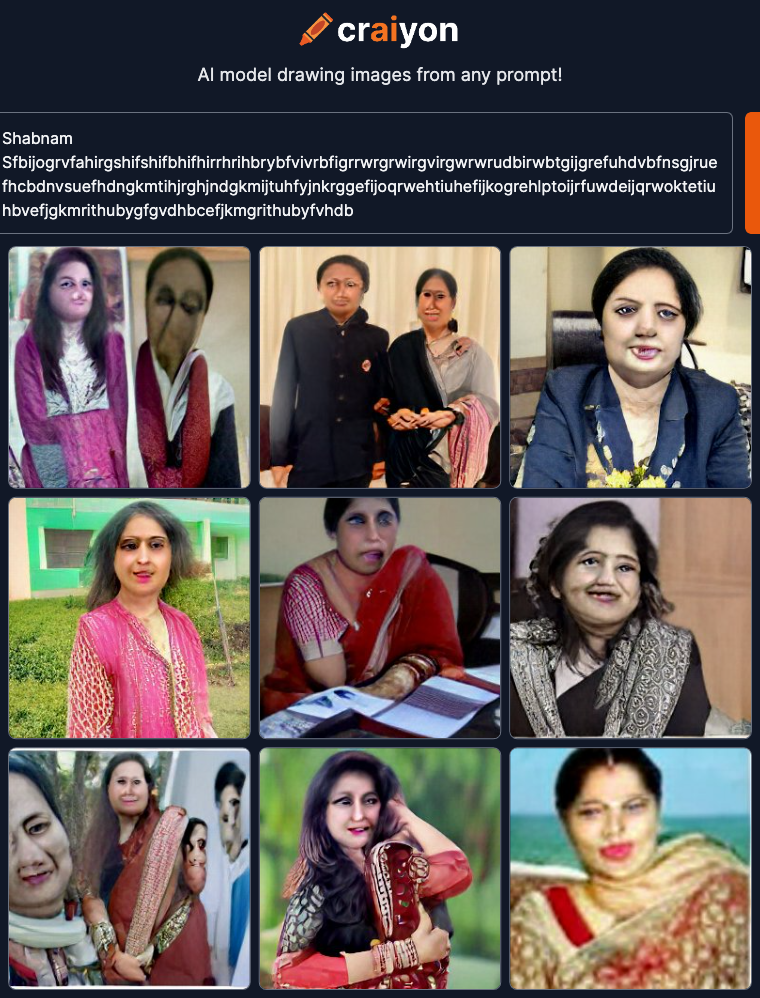 craiyon
AI model drawing images from any prompt!
Shabnam
Sfbijogrvfahirgshifshifbhifhirrhrihbrybfvivrbfigrrwrgrwirgvirgwrwrudbirwbtgijgrefuhdvbfnsgjrue
fhcbdnvsuefhdngkmtihjrghjndgkmijtuhfyjnkrggefijoqrwehtiuhefijkogrehlptoijrfuwdeijqrwoktetiu
hbvefjgkmrithubygfgvdhbcefjkmgrithubyfvhdb